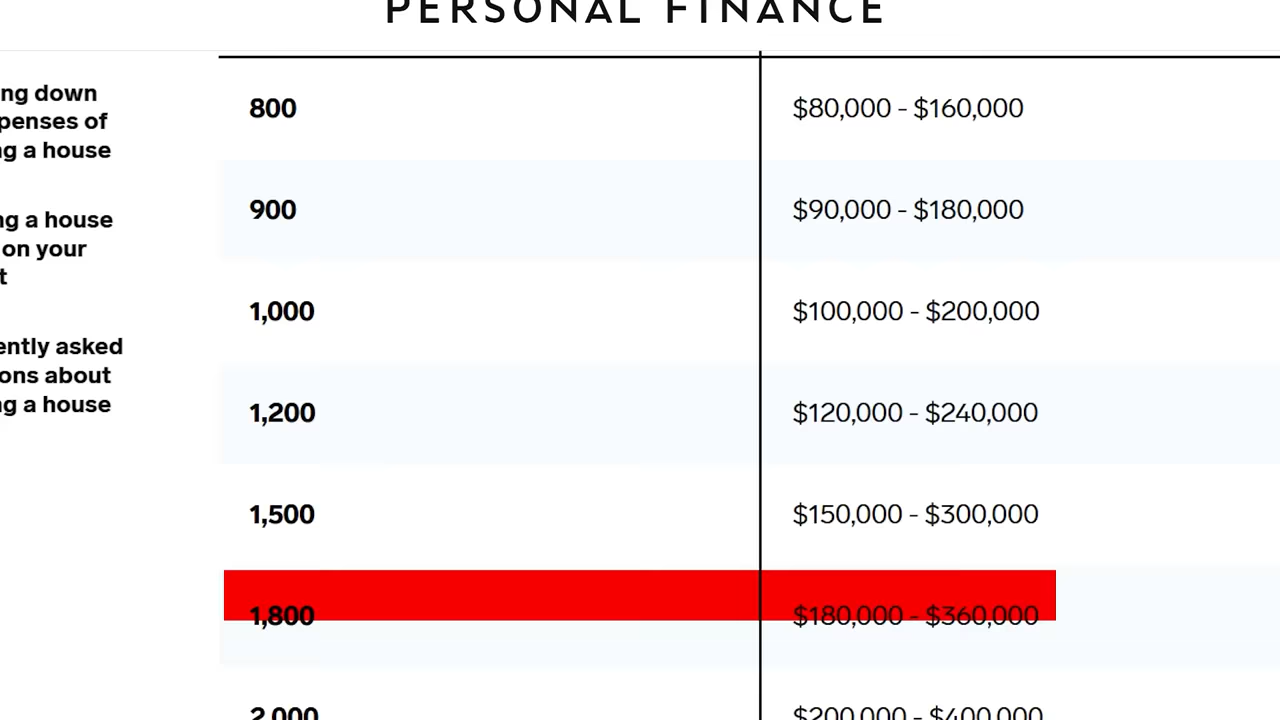 PERSONAL FINANCE
ng down
penses of
g a house
ng a house
on your
t
ently asked
ons about
g a house
800 $80,000 - $160,000
900 $90,000 - $180,000
1,000 $100,000 - $200,000
1,200 $120,000 - $240,000
1,500 $150,000 - $300,000
1,800 $180,000 - $360,000
2,000 $200,000 - $400,000